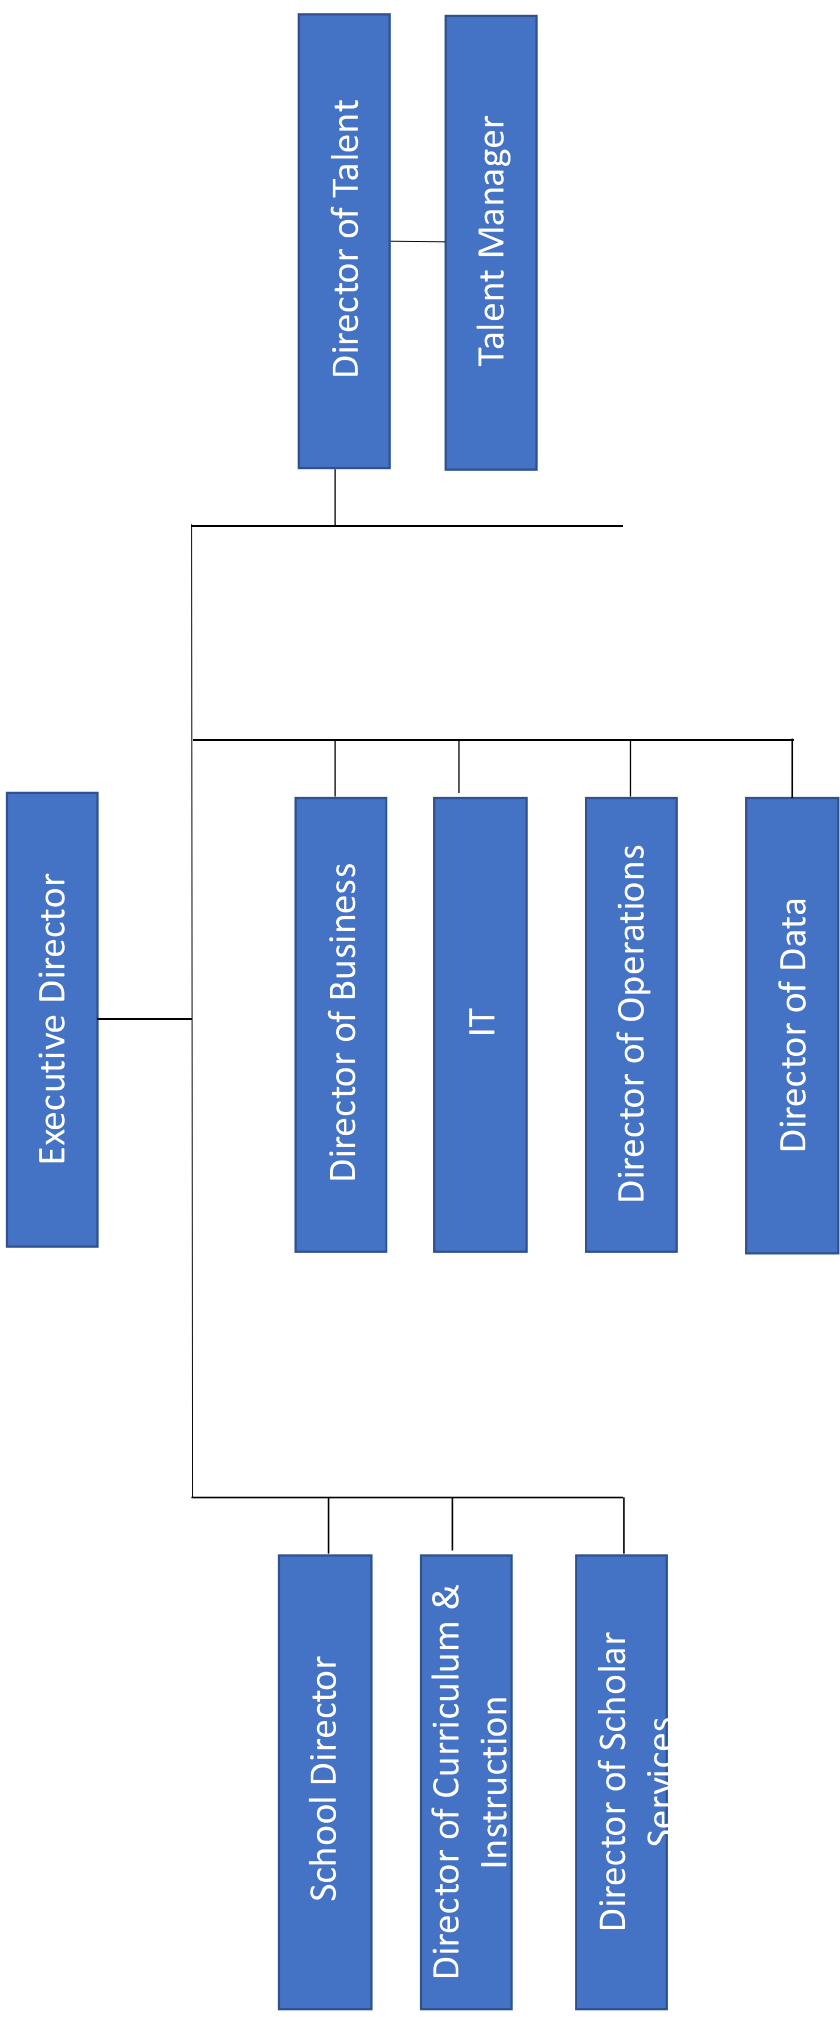 Executive Director
School Director
Director of Business
Director of Talent
Director of Curriculum &
Instruction
IT
Talent Manager
Director of Scholar
Services
Director of Operations
Director of Data